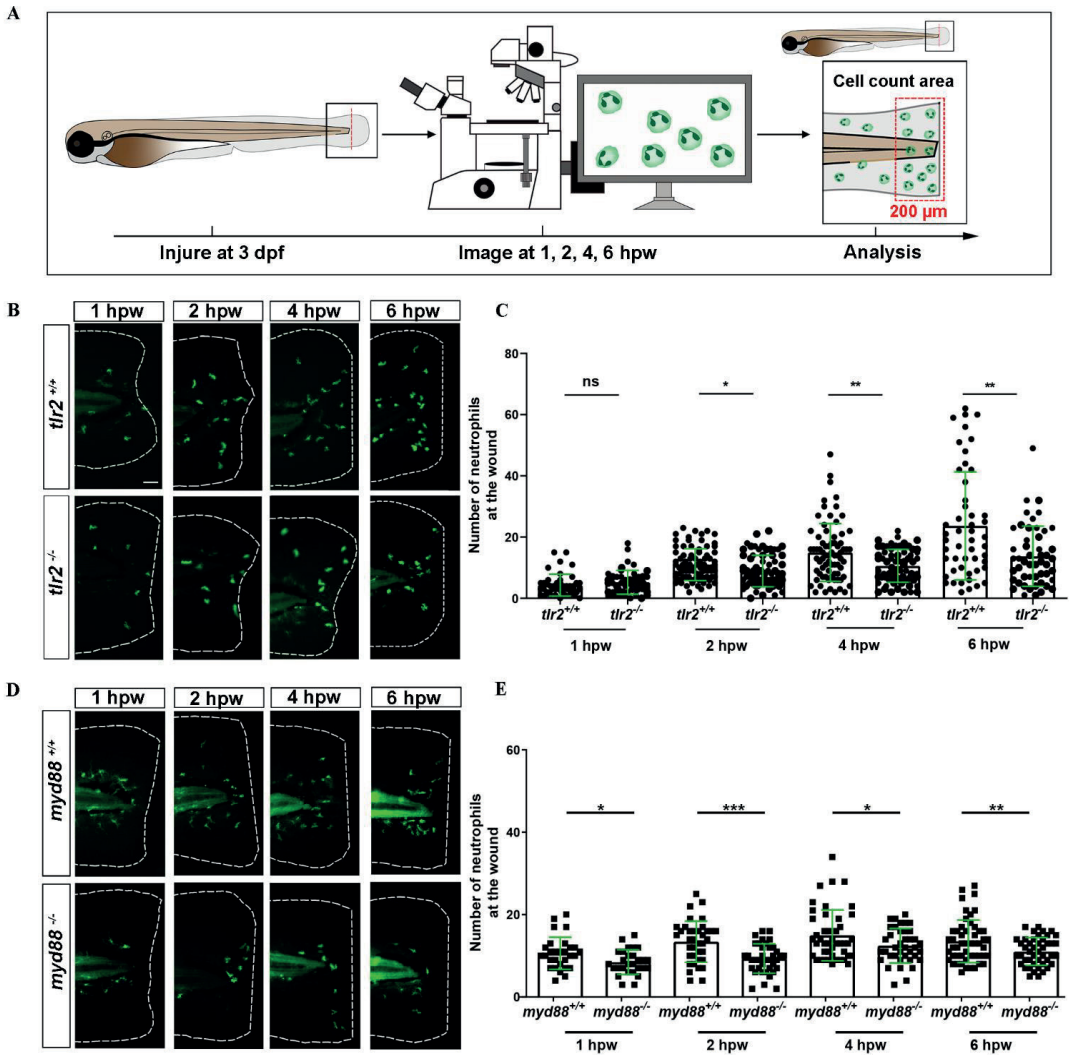 A
Cell count area
200 µm
Injure at 3 dpf
Image at 1, 2, 4, 6 hpw
Analysis
B
1 hpw
2 hpw
4 hpw
6 hpw
tlr2 +/+
tlr2 -/-
C
Number of neutrophils
at the wound
80
60
40
20
0
ns
*
**
**
tlr2+/+
tlr2-/-
tlr2+/+
tlr2-/-
tlr2+/+
tlr2-/-
tlr2+/+
tlr2-/-
1 hpw
2 hpw
4 hpw
6 hpw
D
1 hpw
2 hpw
4 hpw
6 hpw
myd88 +/+
myd88 -/-
E
Number of neutrophils
at the wound
60
40
20
0
*
***
*
**
myd88+/+
myd88-/-
myd88+/+
myd88-/-
myd88+/+
myd88-/-
myd88+/+
myd88-/-
1 hpw
2 hpw
4 hpw
6 hpw